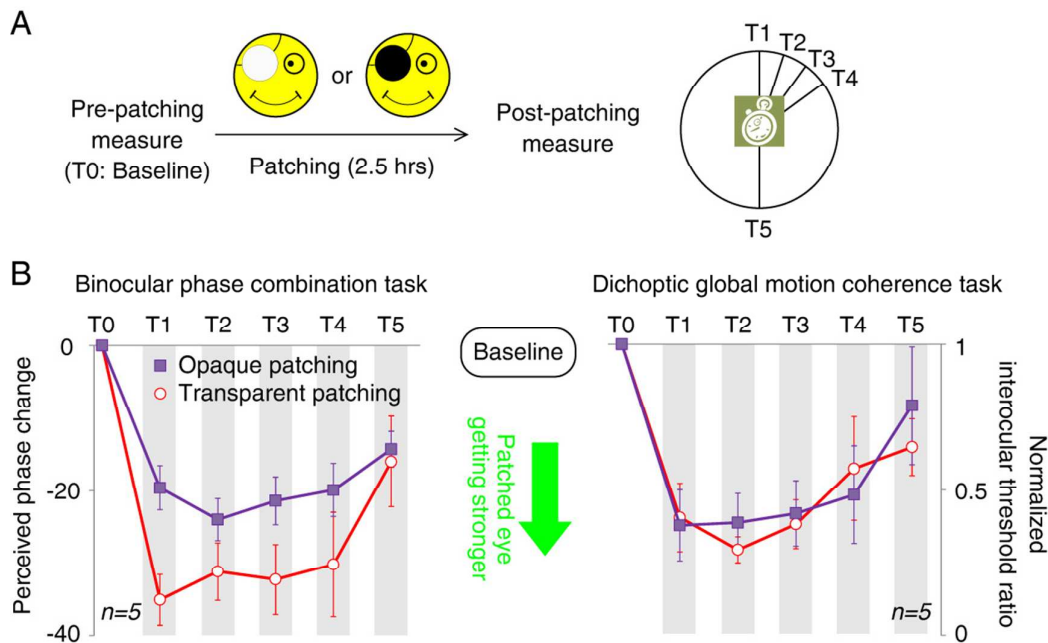 A
Pre-patching
measure
(T0: Baseline)
or
Patching (2.5 hrs)
Post-patching
measure
T1
T2
T3
T4
T5
B
Binocular phase combination task
T0 T1 T2 T3 T4 T5
0
-20
-40
Perceived phase change
Opaque patching
Transparent patching
n=5
Baseline
Patched eye
getting stronger
Dichoptic global motion coherence task
T0 T1 T2 T3 T4 T5
1
0.5
0
Normalized
interocular threshold ratio
n=5